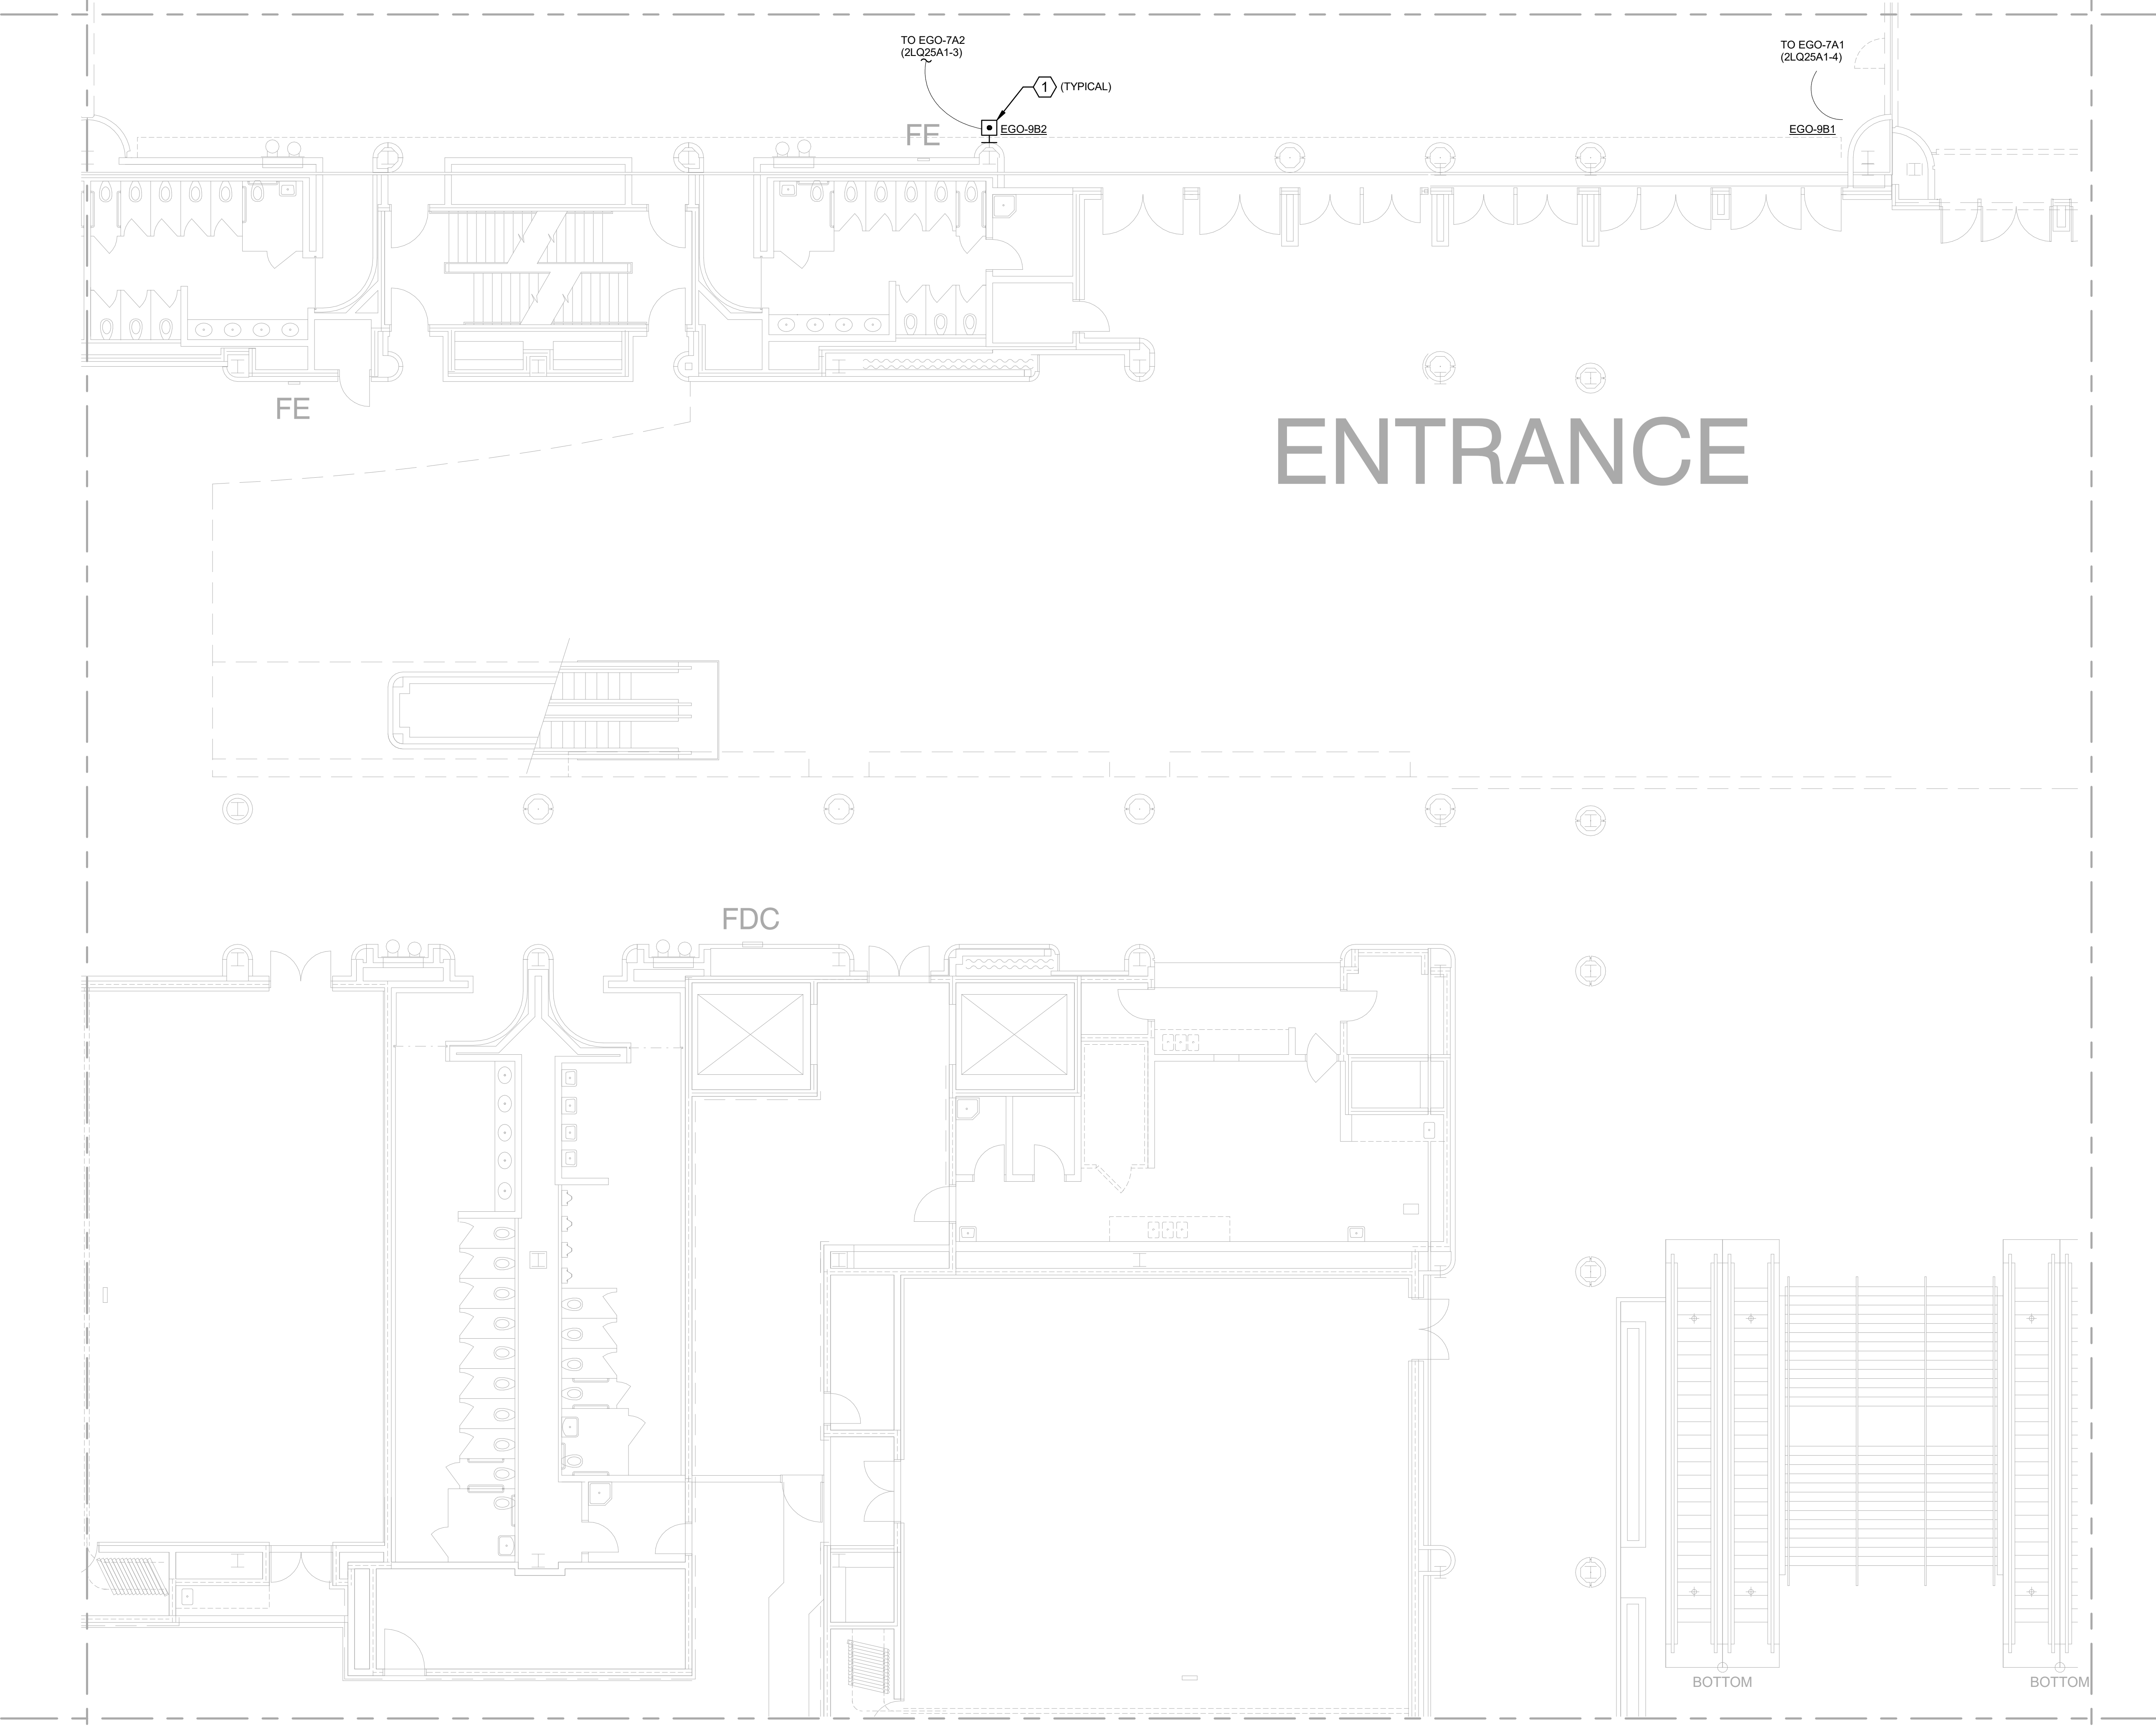 TO EGO-7A2
(2LQ25A1-3)
TO EGO-7A1
(2LQ25A1-4)
1 (TYPICAL)
EGO-9B2
EGO-9B1
FE
FE
ENTRANCE
FDC
BOTTOM
BOTTOM